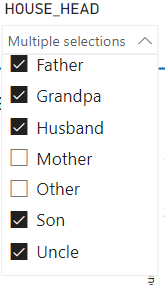 HOUSE_HEAD
Multiple selections
Father
Grandpa
Husband
Mother
Other
Son
Uncle